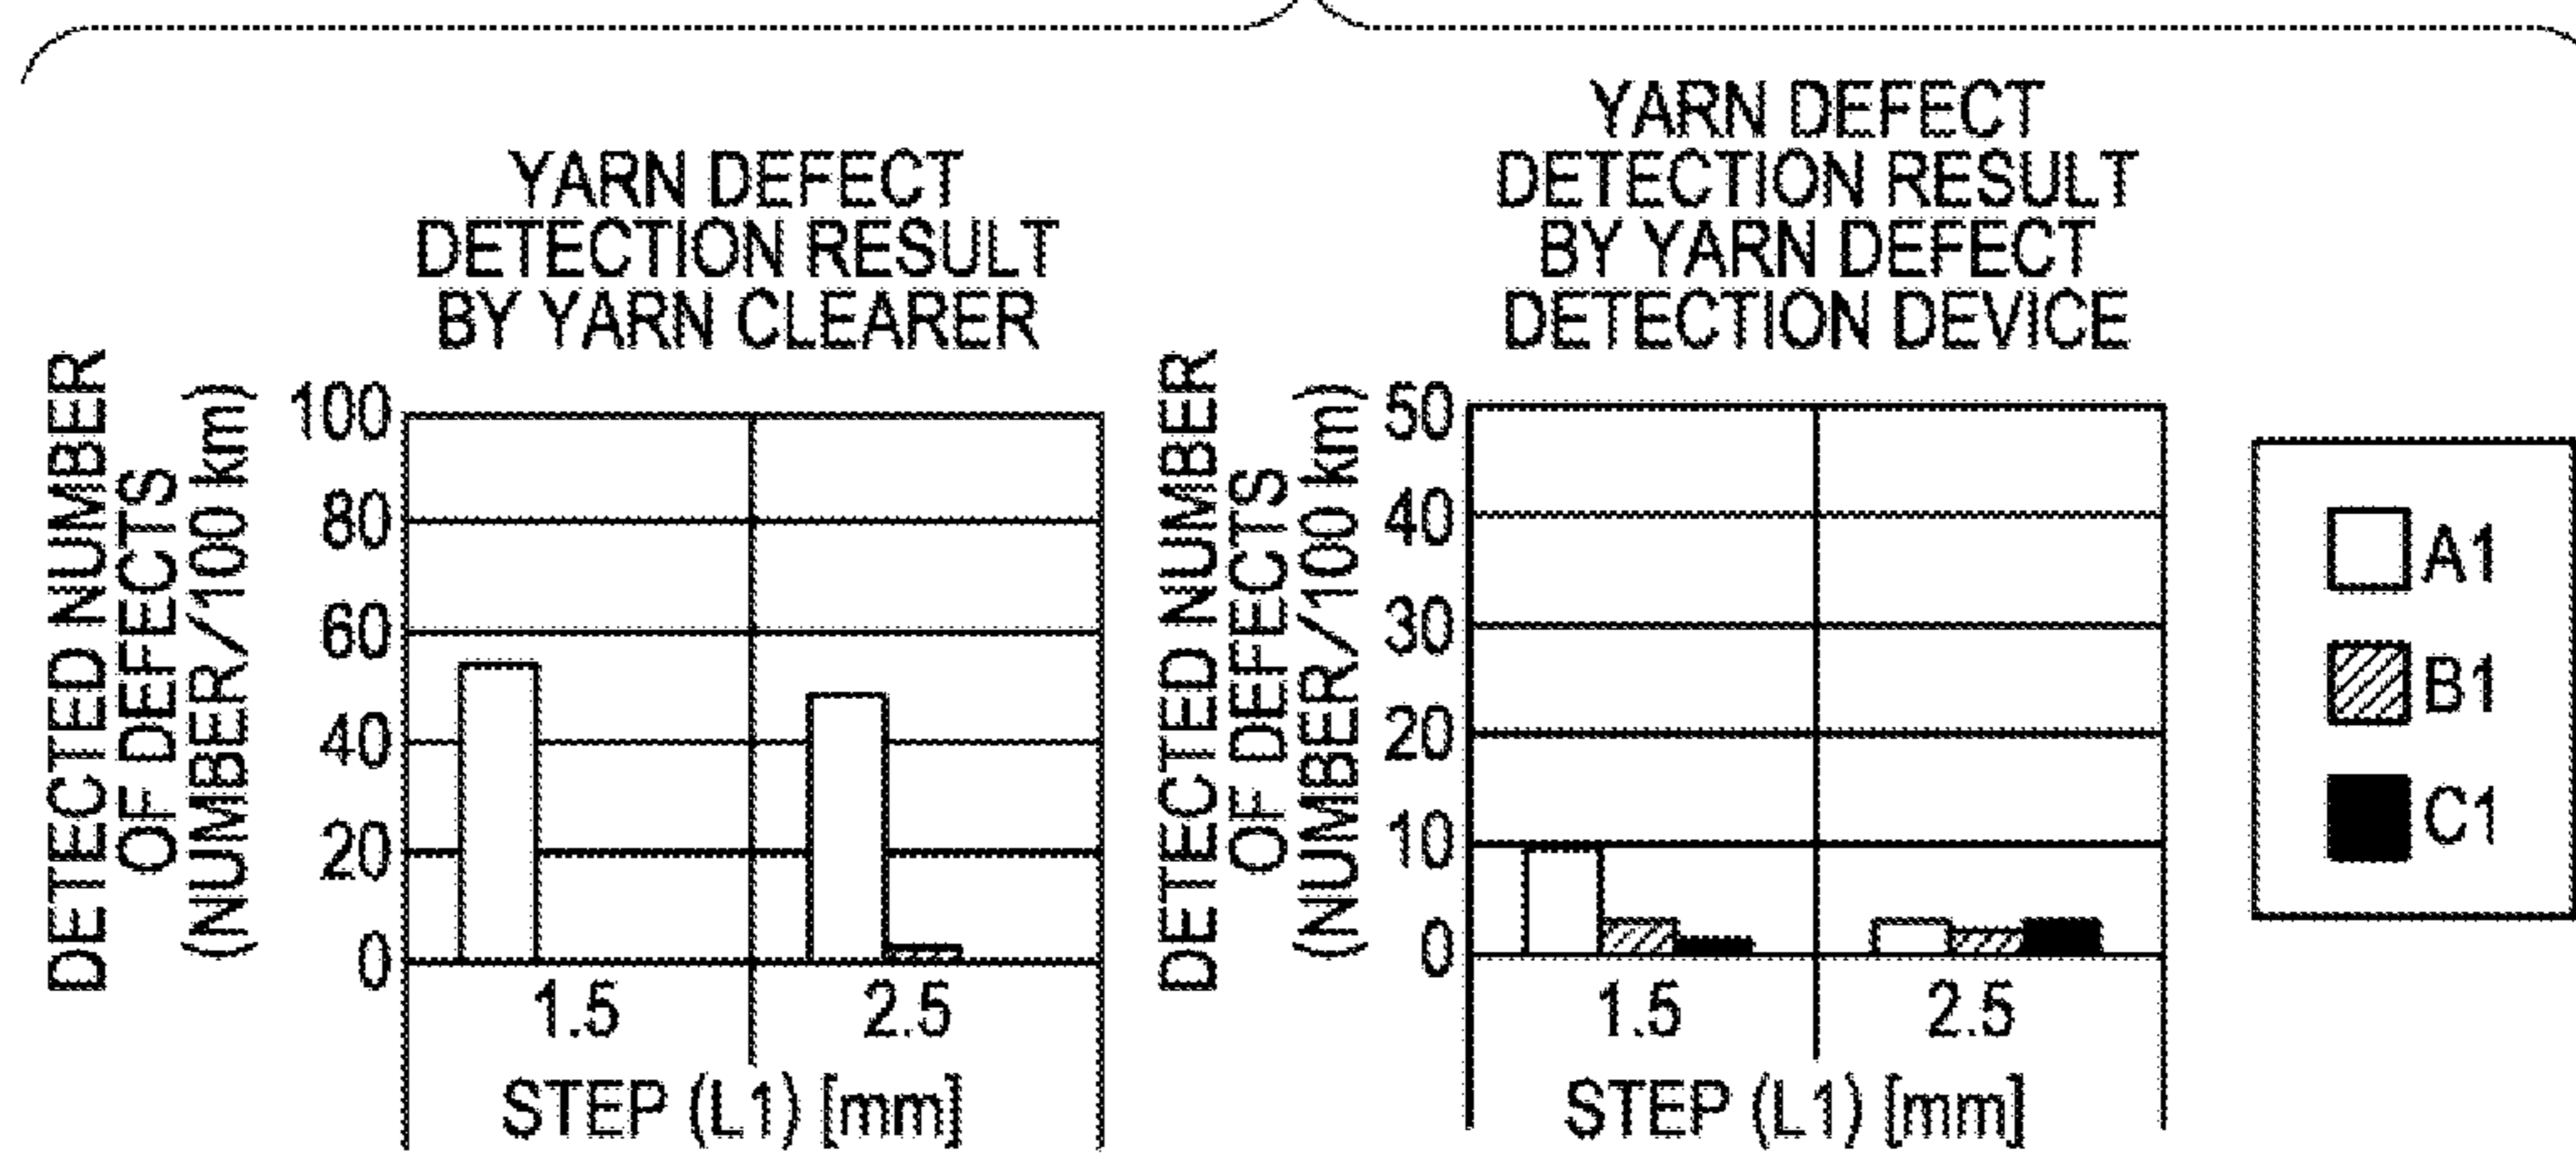 YARN DEFECT
DETECTION RESULT
BY YARN CLEARER
DETECTED NUMBER
OF DEFECTS
(NUMBER/100 km)
100
80
60
40
20
0
1.5
2.5
STEP (L1) [mm]
YARN DEFECT
DETECTION RESULT
BY YARN DEFECT
DETECTION DEVICE
DETECTED NUMBER
OF DEFECTS
(NUMBER/100 km)
50
40
30
20
10
0
1.5
2.5
STEP (L1) [mm]
A1
B1
C1